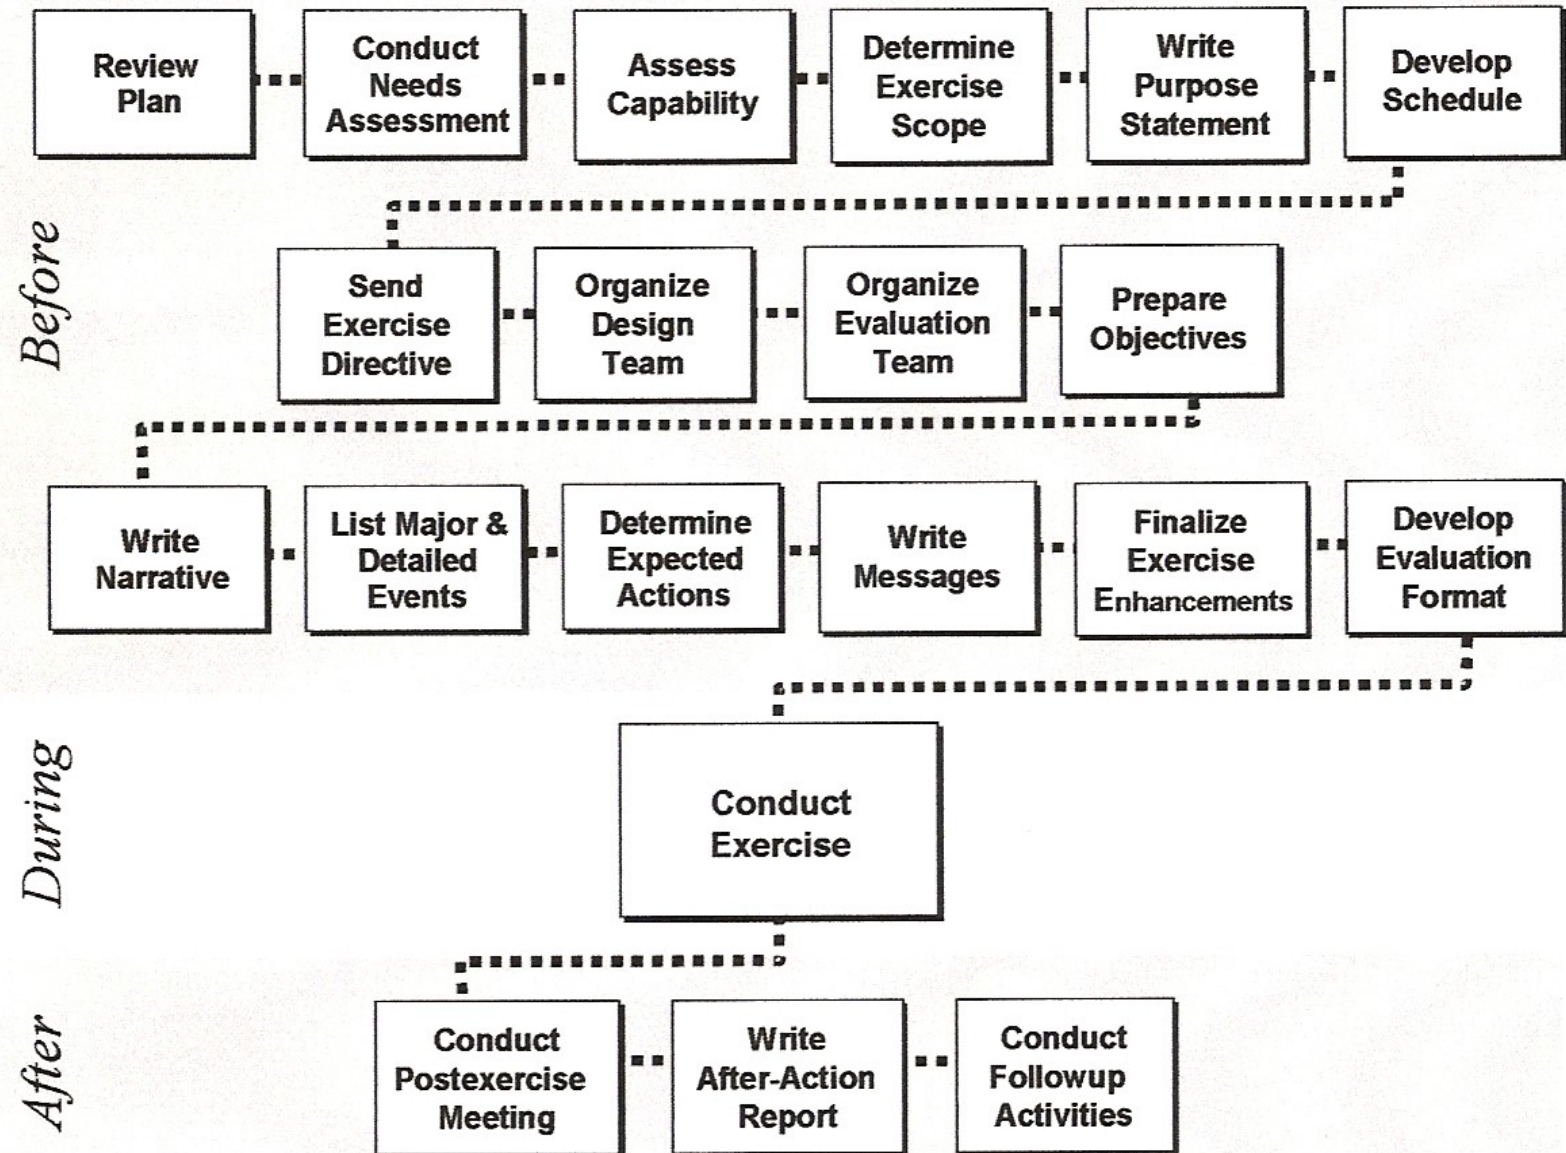 Review
Plan
Conduct
Needs
Assessment
Assess
Capability
Determine
Exercise
Scope
Write
Purpose
Statement
Develop
Schedule
Before
Send
Exercise
Directive
Organize
Design
Team
Organize
Evaluation
Team
Prepare
Objectives
Write
Narrative
List Major &
Detailed
Events
Determine
Expected
Actions
Write
Messages
Finalize
Exercise
Enhancements
Develop
Evaluation
Format
During
Conduct
Exercise
After
Conduct
Postexercise
Meeting
Write
After-Action
Report
Conduct
Followup
Activities